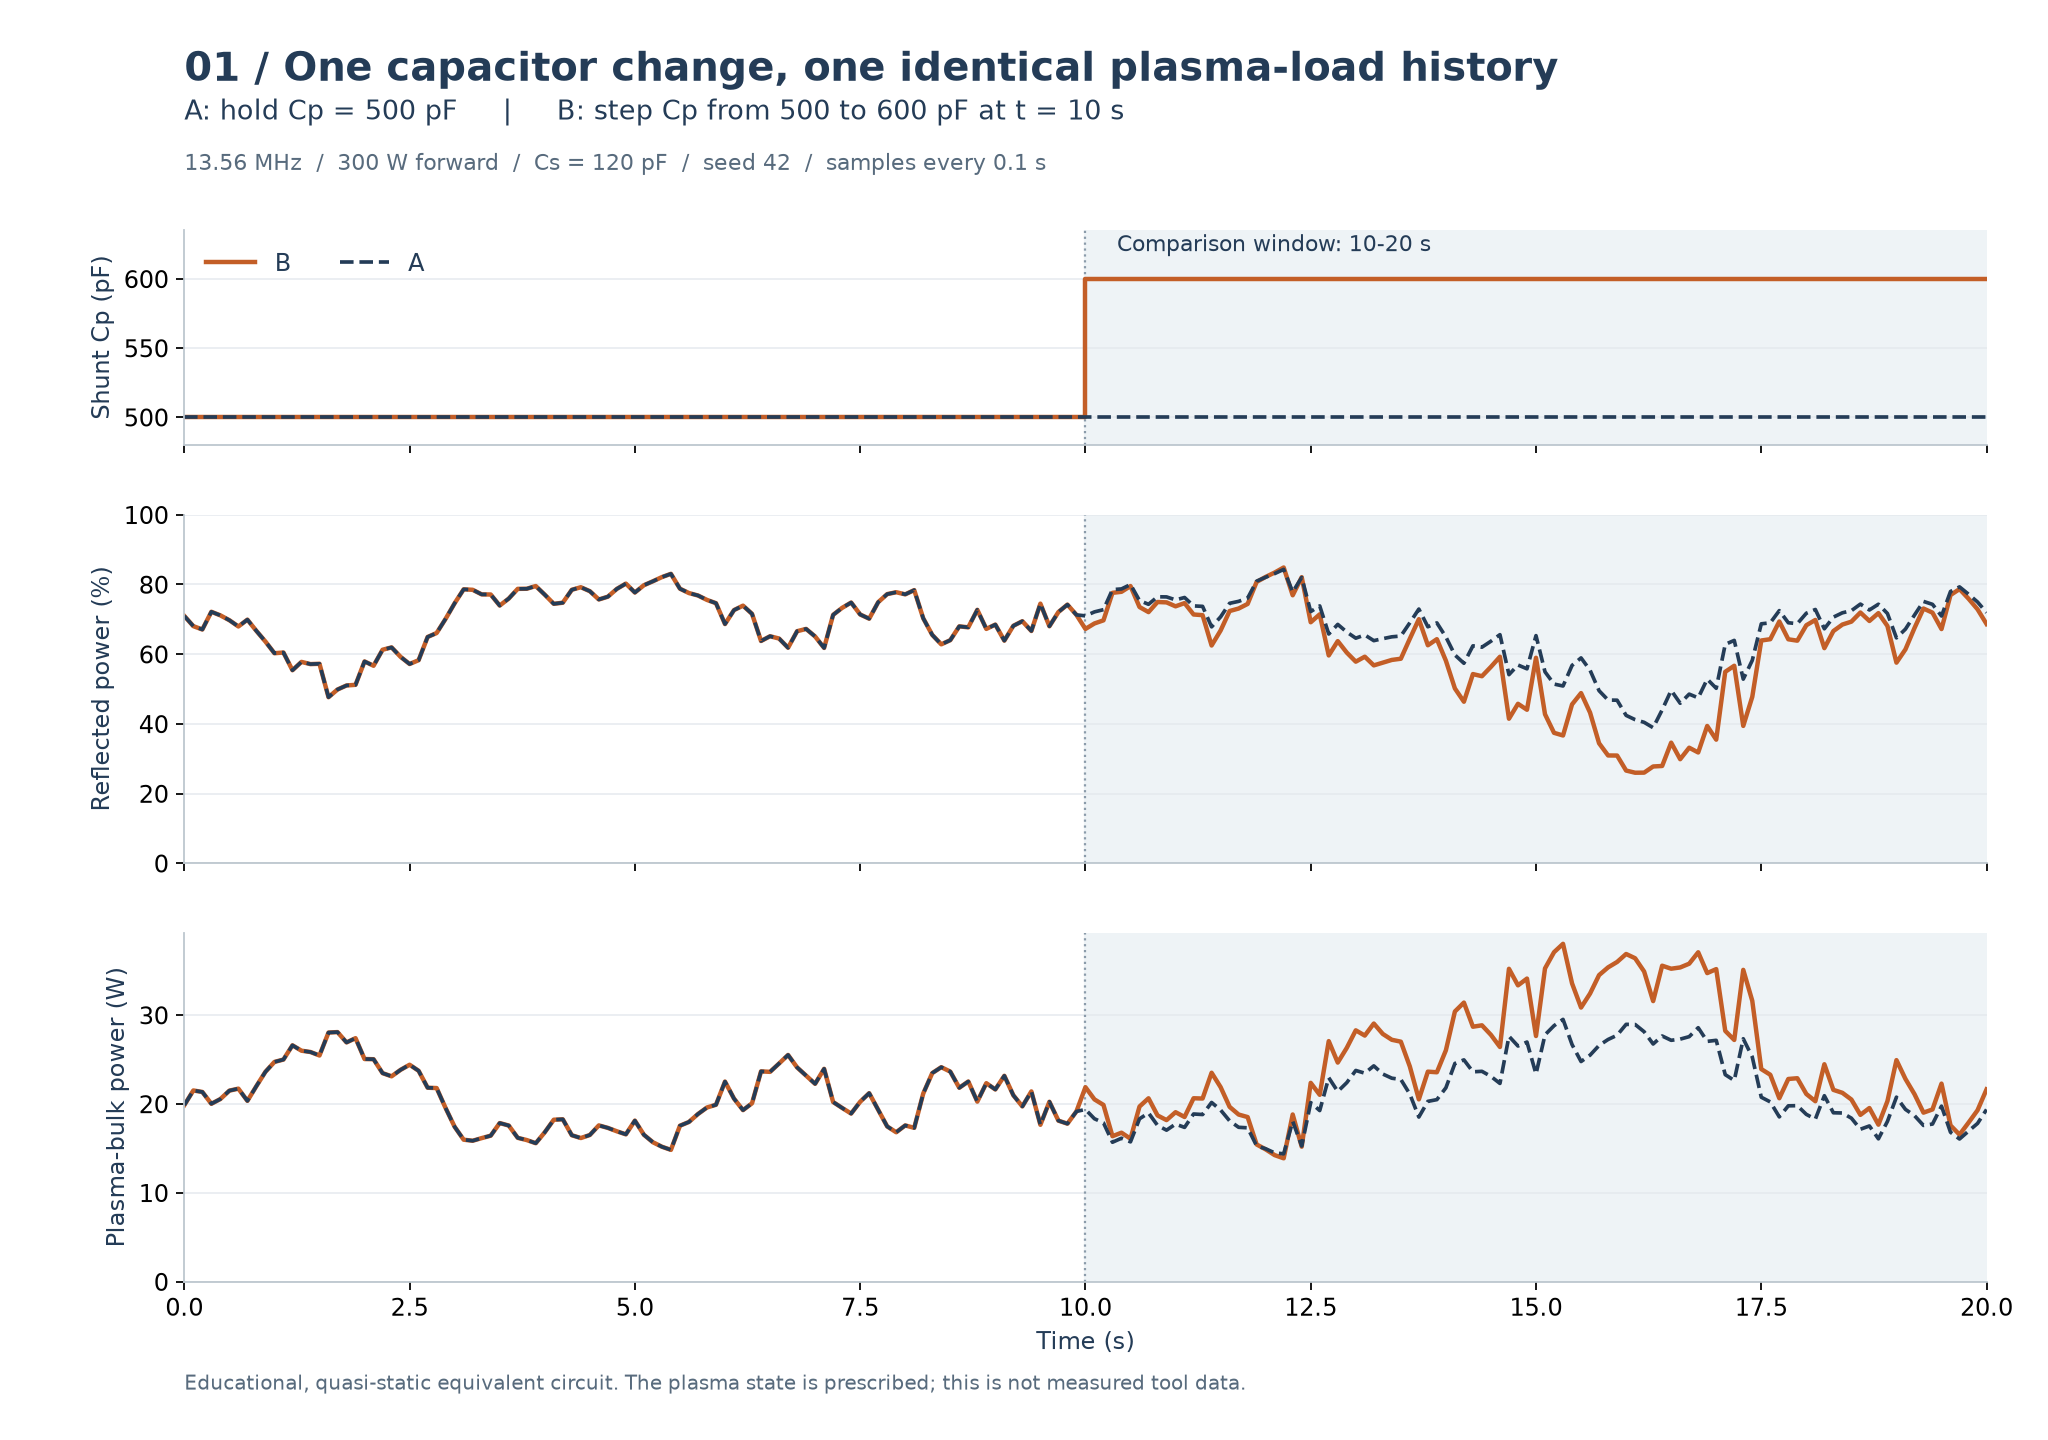 01 / One capacitor change, one identical plasma-load history
A: hold Cp = 500 pF | B: step Cp from 500 to 600 pF at t = 10 s
13.56 MHz / 300 W forward / Cs = 120 pF / seed 42 / samples every 0.1 s
Shunt Cp (pF)
600
550
500
B
A
Comparison window: 10-20 s
Reflected power (%)
100
80
60
40
20
0
Plasma-bulk power (W)
30
20
10
0
0.0 2.5 5.0 7.5 10.0 12.5 15.0 17.5 20.0
Time (s)
Educational, quasi-static equivalent circuit. The plasma state is prescribed; this is not measured tool data.